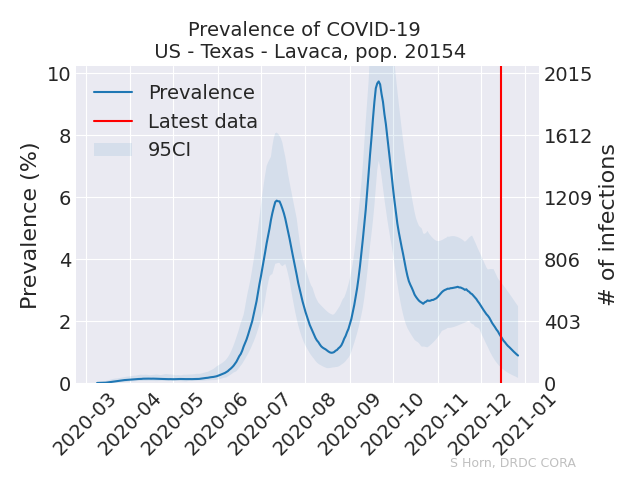 Prevalence of COVID-19
US - Texas - Lavaca, pop. 20154
Prevalence
Latest data
95CI
Prevalence (%)
10
8
6
4
2
0
2015
1612
1209
806
403
0
# of infections
2020-03
2020-04
2020-05
2020-06
2020-07
2020-08
2020-09
2020-10
2020-11
2020-12
2021-01
S Horn, DRDC CORA